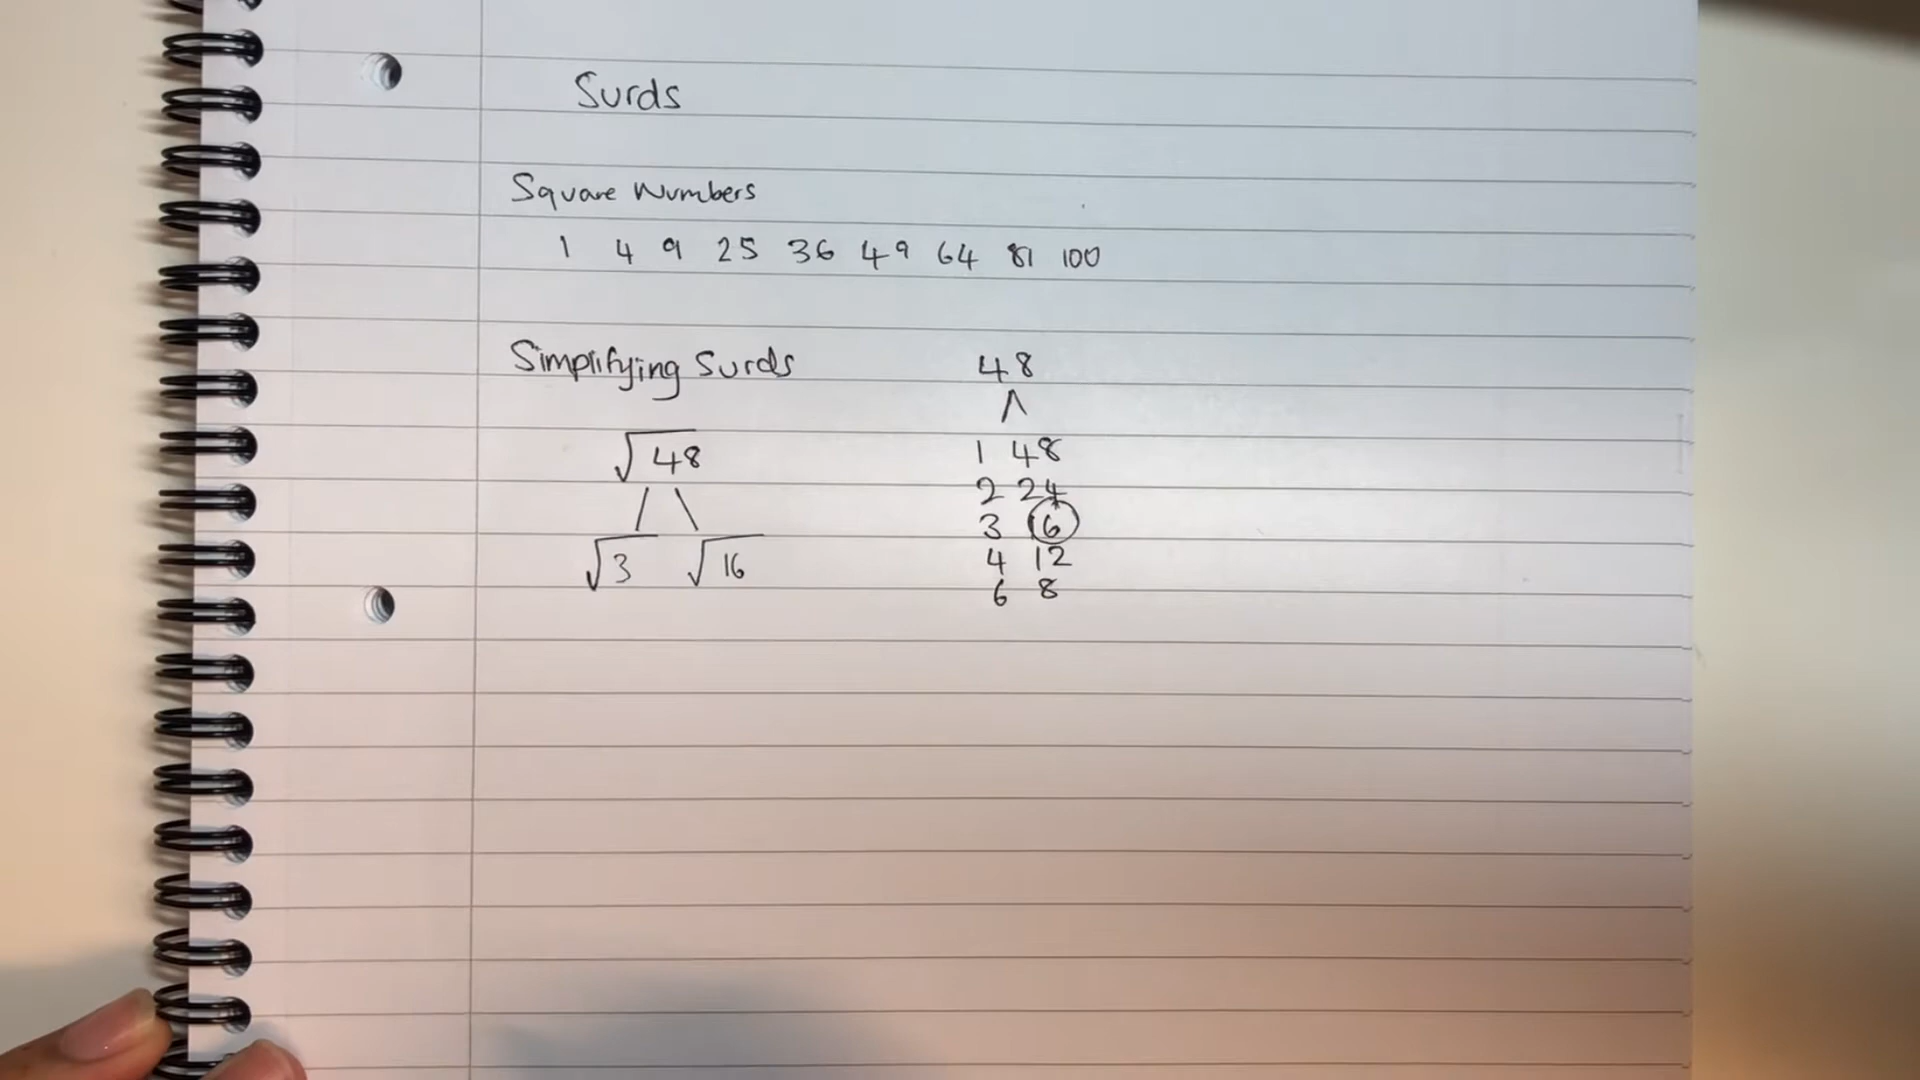 Surds
Square Numbers
1 4 9 25 36 49 64 81 100
Simplifying Surds
48
√48
1 48
2 24
3 16
√3 √16
4 12
6 8